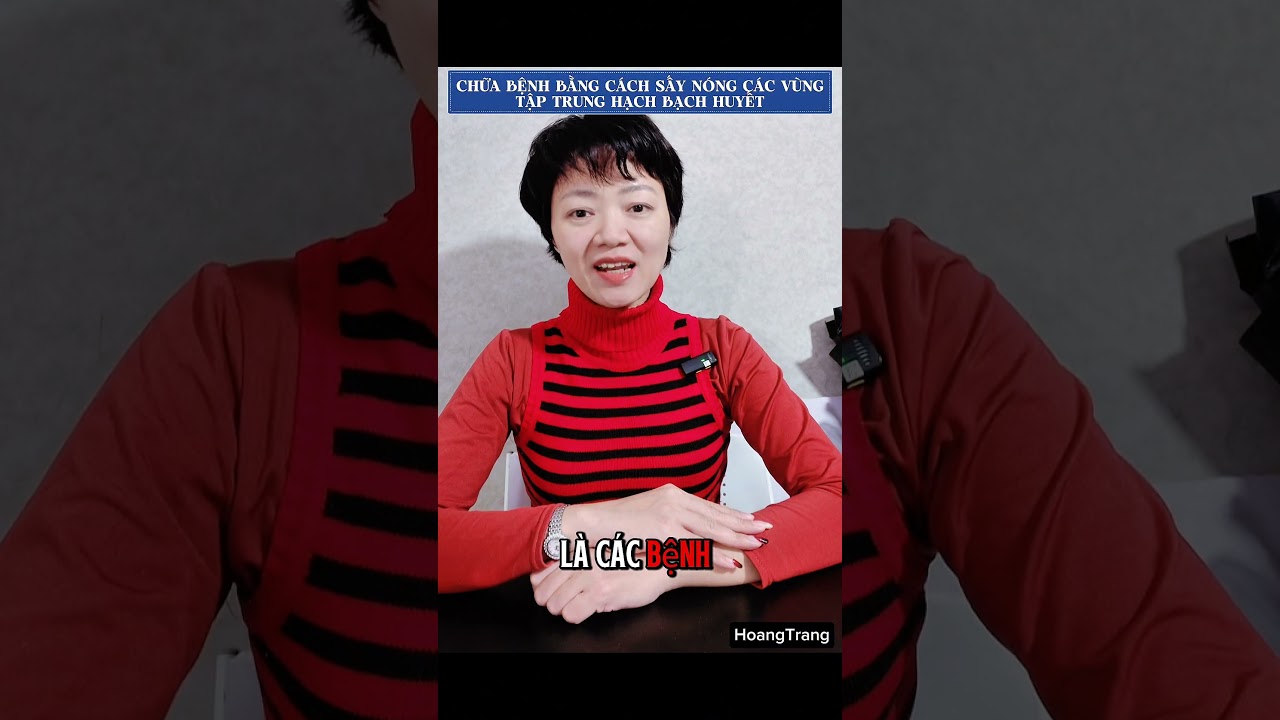 CHỮA BỆNH BẰNG CÁCH SẤY NÓNG CÁC VÙNG
TẬP TRUNG HẠCH BẠCH HUYẾT
LÀ CÁC BỆNH
HoangTrang